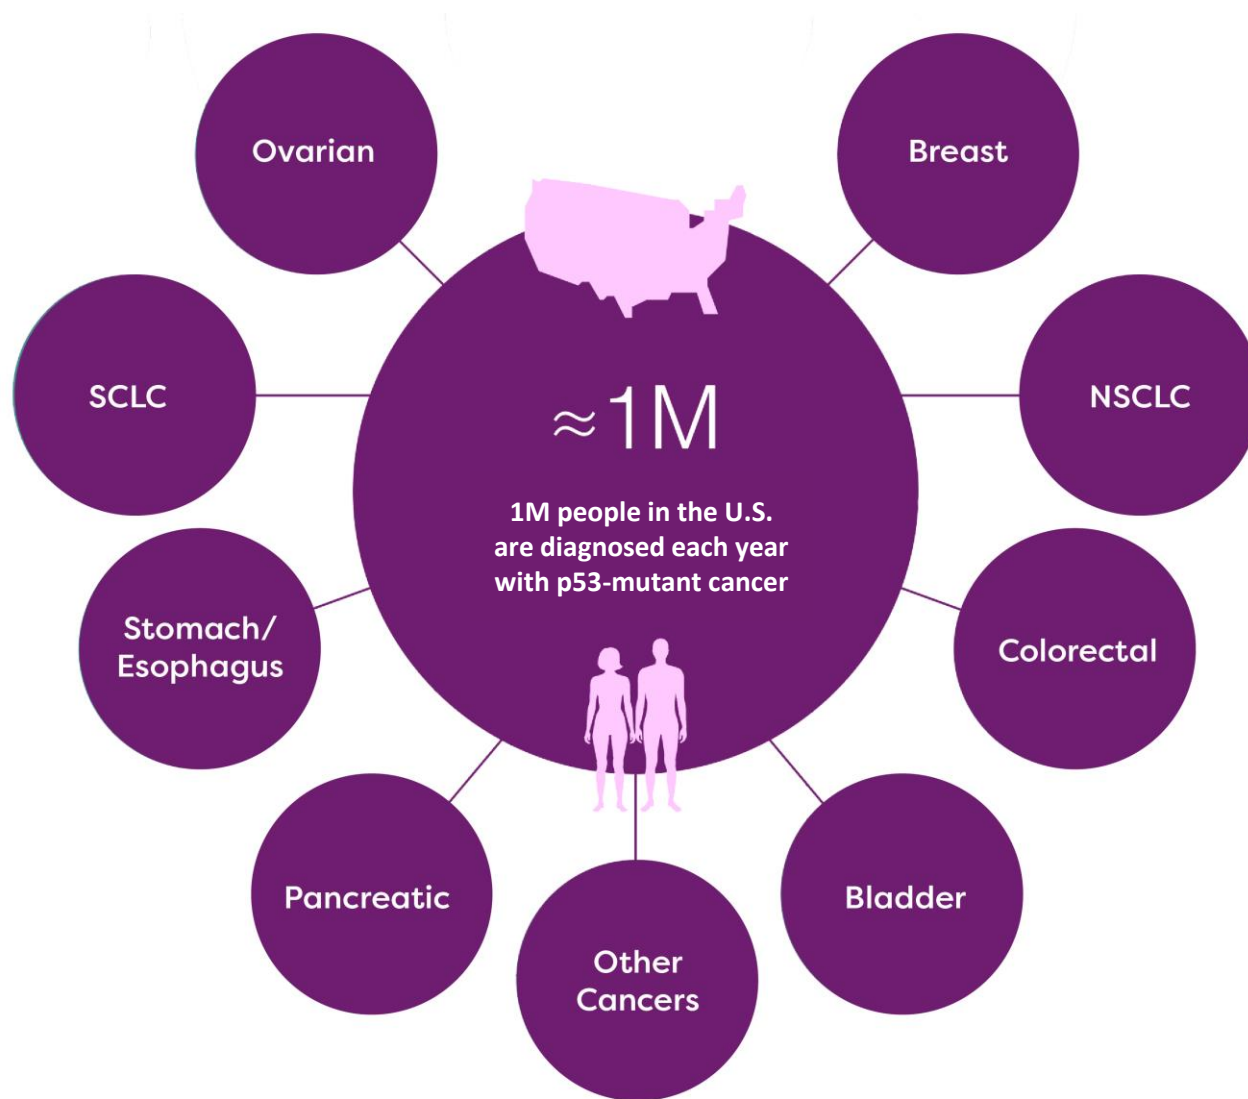 Ovarian
Breast
SCLC
NSCLC
≈1M
1M people in the U.S.
are diagnosed each year
with p53-mutant cancer
Stomach/
Esophagus
Colorectal
Pancreatic
Bladder
Other
Cancers